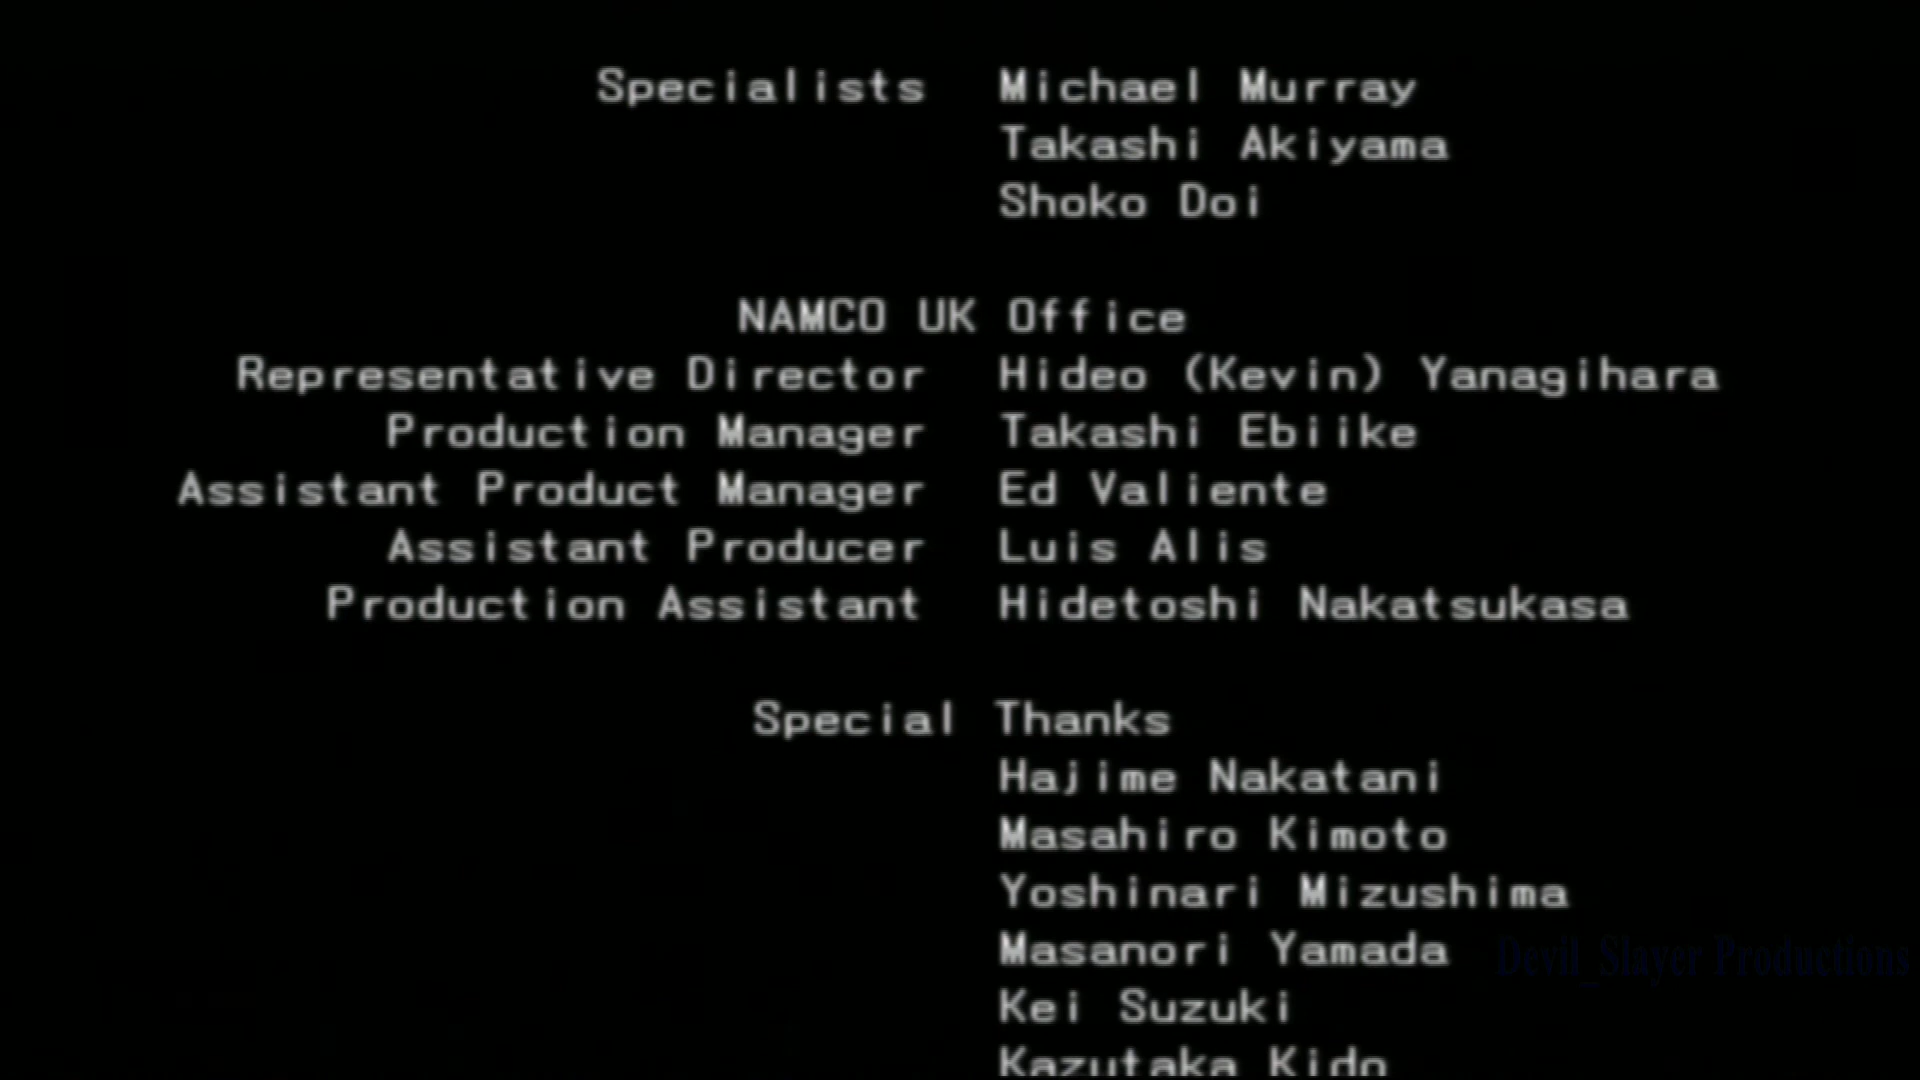 Specialists Michael Murray
Takashi Akiyama
Shoko Doi
NAMCO UK Office
Representative Director Hideo (Kevin) Yanagihara
Production Manager Takashi Ebiike
Assistant Product Manager Ed Valiente
Assistant Producer Luis Alis
Production Assistant Hidetoshi Nakatsukasa
Special Thanks
Hajime Nakatani
Masahiro Kimoto
Yoshinari Mizushima
Masanori Yamada
Devil_Slayer Productions
Kei Suzuki
Kazutaka Kido